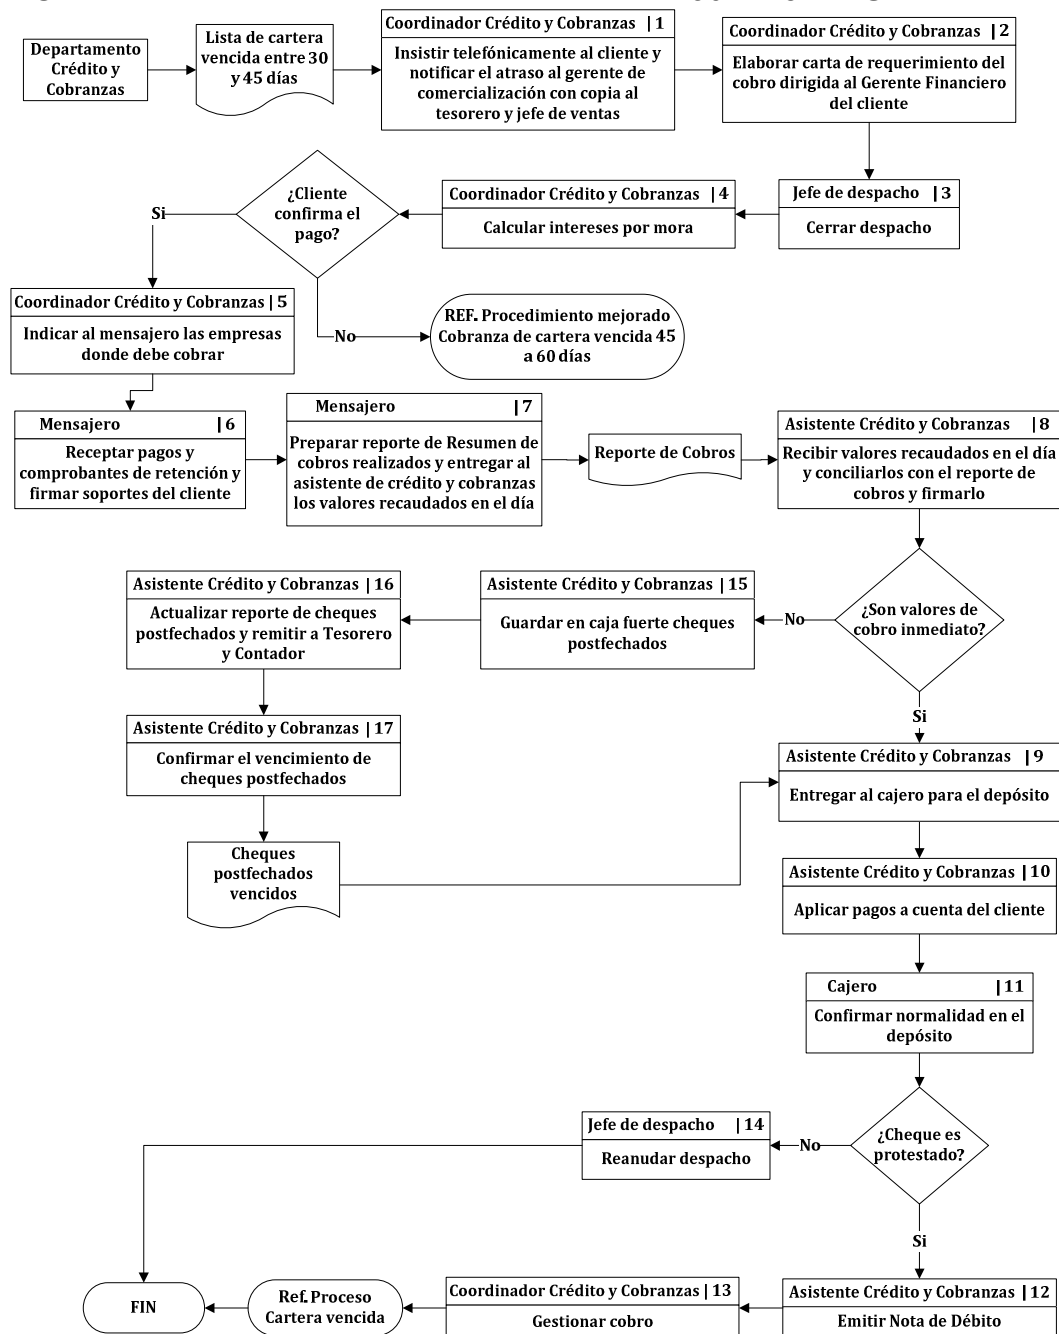 Departamento
Crédito y
Cobranzas
Lista de cartera
vencida entre 30
y 45 días
Coordinador Crédito y Cobranzas |1
Insistir telefónicamente al cliente y
notificar el atraso al gerente de
comercialización con copia al
tesorero y jefe de ventas
Coordinador Crédito y Cobranzas |2
Elaborar carta de requerimiento del
cobro dirigida al Gerente Financiero
del cliente
Jefe de despacho |3
Cerrar despacho
Coordinador Crédito y Cobranzas |4
Calcular intereses por mora
¿Cliente
confirma el
pago?
Si
No
REF. Procedimiento mejorado
Cobranza de cartera vencida 45
a 60 días
Coordinador Crédito y Cobranzas |5
Indicar al mensajero las empresas
donde debe cobrar
Mensajero |6
Receptar pagos y
comprobantes de retención y
firmar soportes del cliente
Mensajero |7
Preparar reporte de Resumen de
cobros realizados y entregar al
asistente de crédito y cobranzas
los valores recaudados en el día
Reporte de Cobros
Asistente Crédito y Cobranzas |8
Recibir valores recaudados en el día
y conciliarlos con el reporte de
cobros y firmarlo
¿Son valores de
cobro inmediato?
No
Si
Asistente Crédito y Cobranzas |15
Guardar en caja fuerte cheques
postfechados
Asistente Crédito y Cobranzas |16
Actualizar reporte de cheques
postfechados y remitir a Tesorero
y Contador
Asistente Crédito y Cobranzas |17
Confirmar el vencimiento de
cheques postfechados
Cheques
postfechados
vencidos
Asistente Crédito y Cobranzas |9
Entregar al cajero para el depósito
Asistente Crédito y Cobranzas |10
Aplicar pagos a cuenta del cliente
Cajero |11
Confirmar normalidad en el
depósito
¿Cheque es
protestado?
No
Si
Jefe de despacho |14
Reanudar despacho
Asistente Crédito y Cobranzas |12
Emitir Nota de Débito
Coordinador Crédito y Cobranzas |13
Gestionar cobro
Ref. Proceso
Cartera vencida
FIN